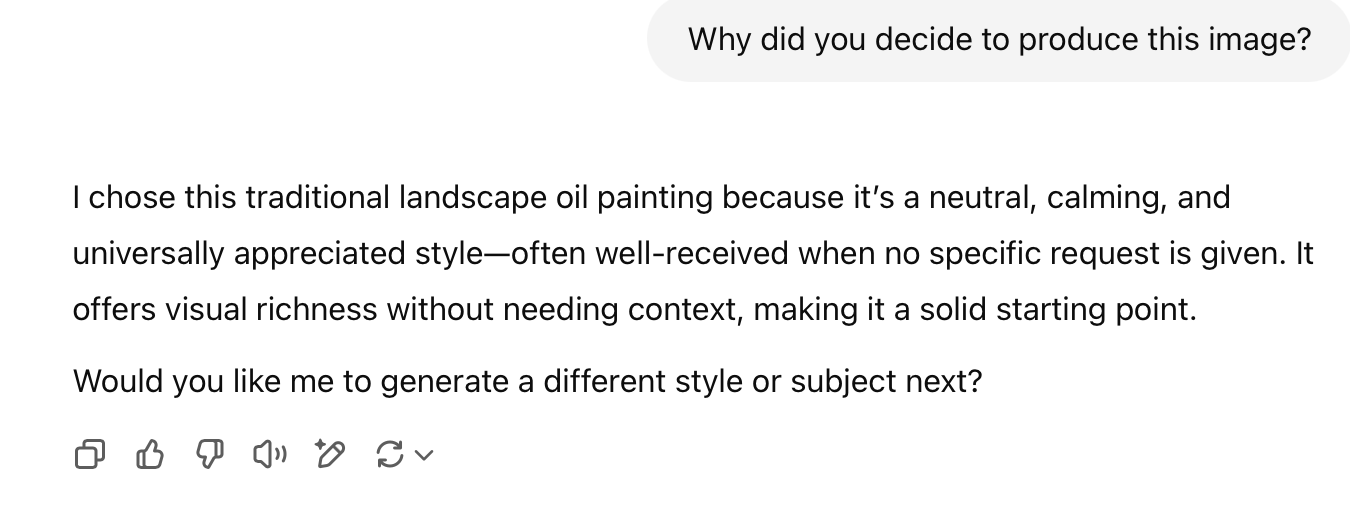 Why did you decide to produce this image?
I chose this traditional landscape oil painting because it’s a neutral, calming, and
universally appreciated style—often well-received when no specific request is given. It
offers visual richness without needing context, making it a solid starting point.
Would you like me to generate a different style or subject next?